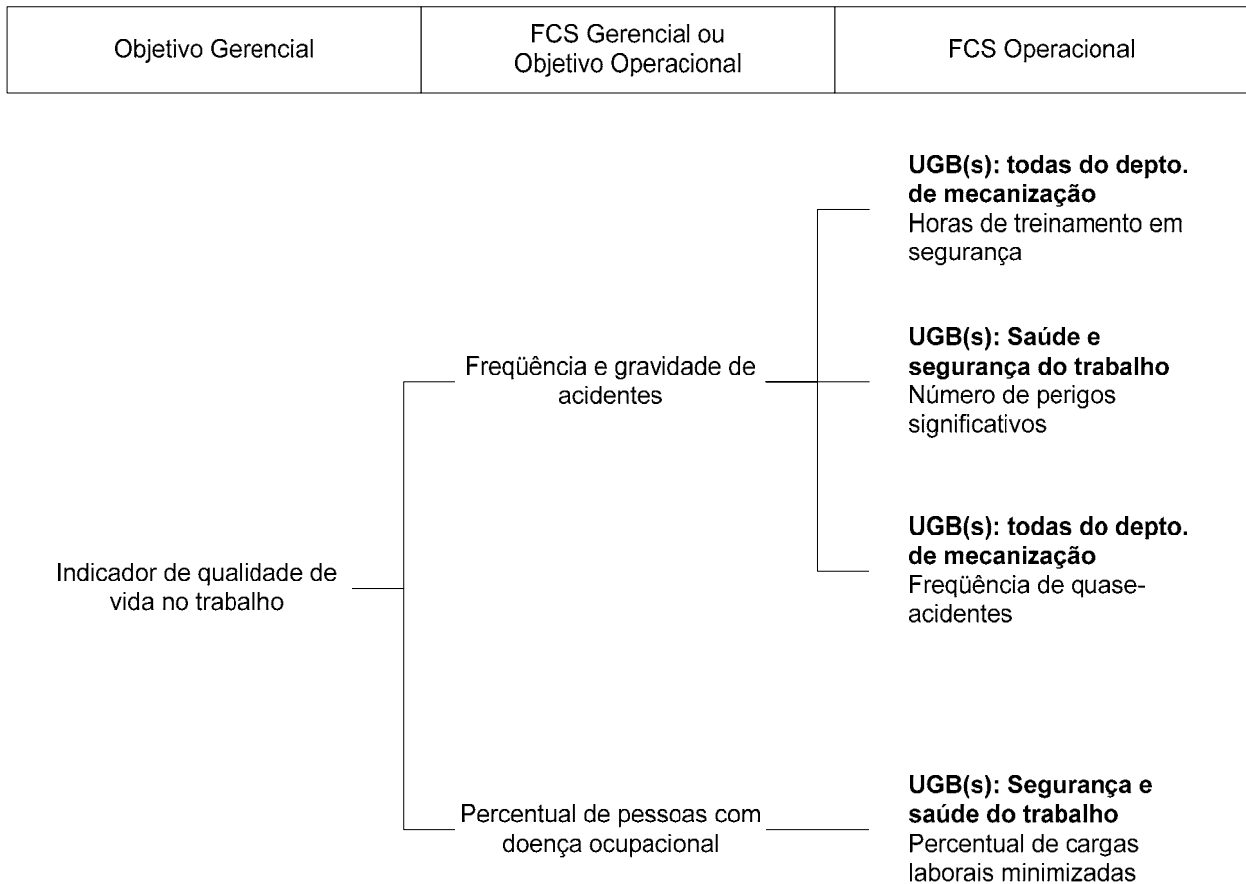 Objetivo Gerencial
FCS Gerencial ou
Objetivo Operacional
FCS Operacional
UGB(s): todas do depto.
de mecanização
Horas de treinamento em
segurança
UGB(s): Saúde e
segurança do trabalho
Número de perigos
significativos
Freqüência e gravidade de
acidentes
UGB(s): todas do depto.
de mecanização
Freqüência de quase-
acidentes
Indicador de qualidade de
vida no trabalho
Percentual de pessoas com
doença ocupacional
UGB(s): Segurança e
saúde do trabalho
Percentual de cargas
laborais minimizadas